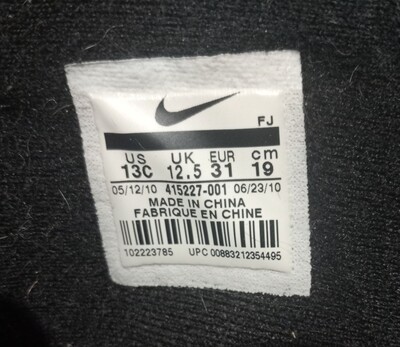 FJ
US UK EUR cm
13C 12.5 31 19
05/12/10 415227-001 06/23/10
MADE IN CHINA
FABRIQUE EN CHINE
102223785 UPC 00883212354495